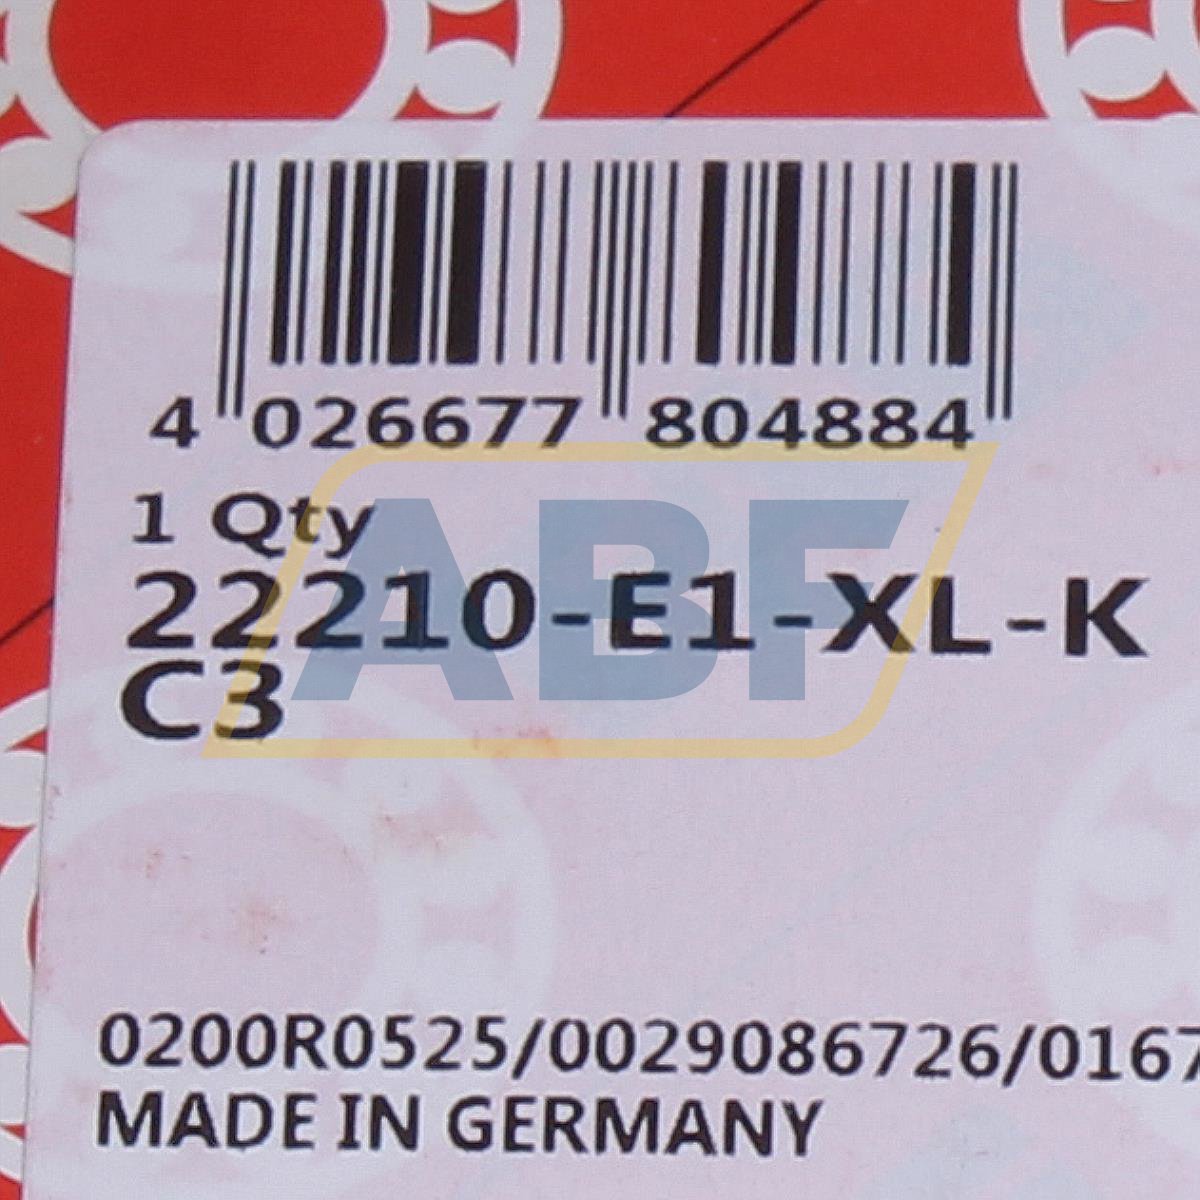 4 026677 804884
1 Qty
ABF
22210-E1-XL-K
C3
0200R0525/0029086726/0167
MADE IN GERMANY